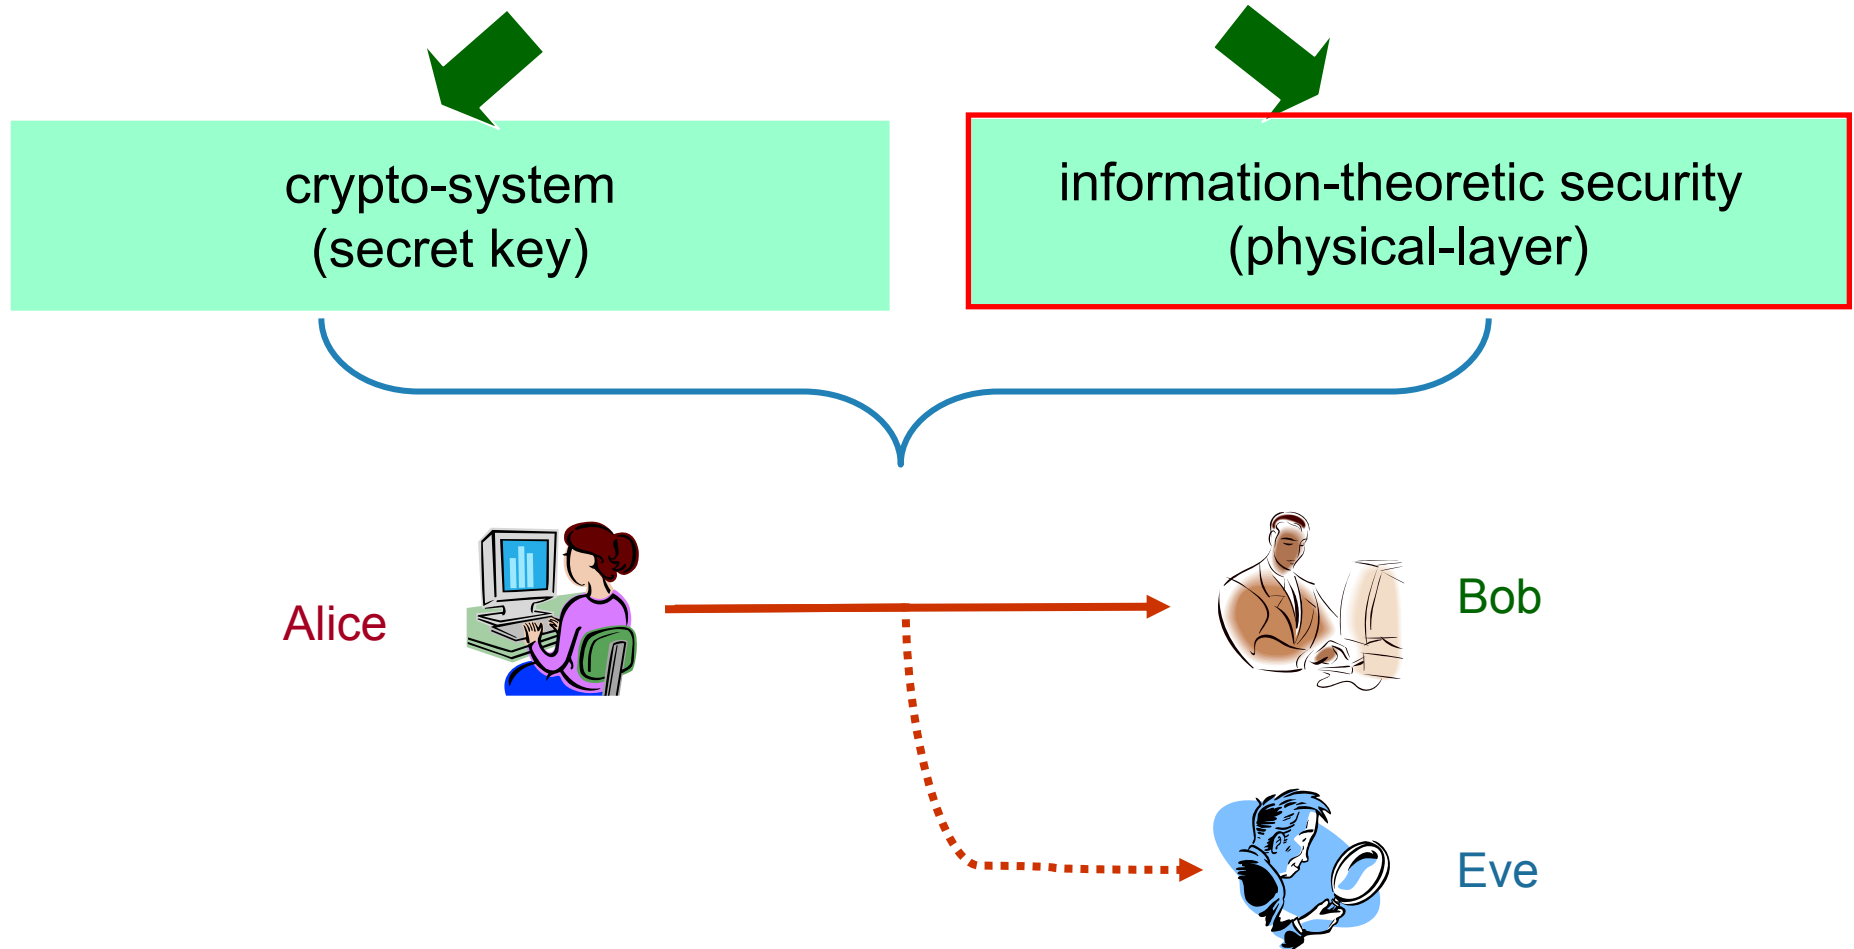 crypto-system
(secret key)
information-theoretic security
(physical-layer)
Alice
Bob
Eve